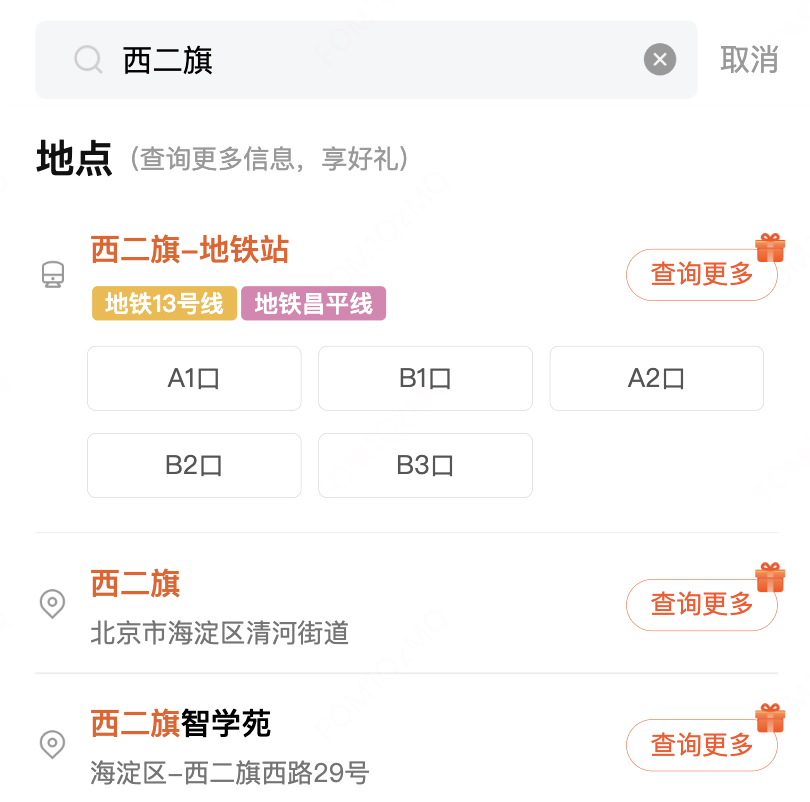 西二旗 取消
地点（查询更多信息，享好礼）
西二旗-地铁站
查询更多
地铁13号线 地铁昌平线
A1口 B1口 A2口
B2口 B3口
西二旗
查询更多
北京市海淀区清河街道
西二旗智学苑
查询更多
海淀区-西二旗西路29号